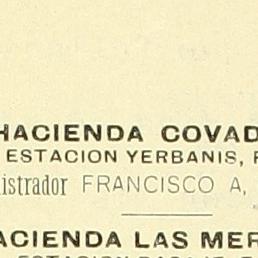 HACIENDA COVAD
ESTACION YERBANIS, F
istrador FRANCISCO A,
ACIENDA LAS MER